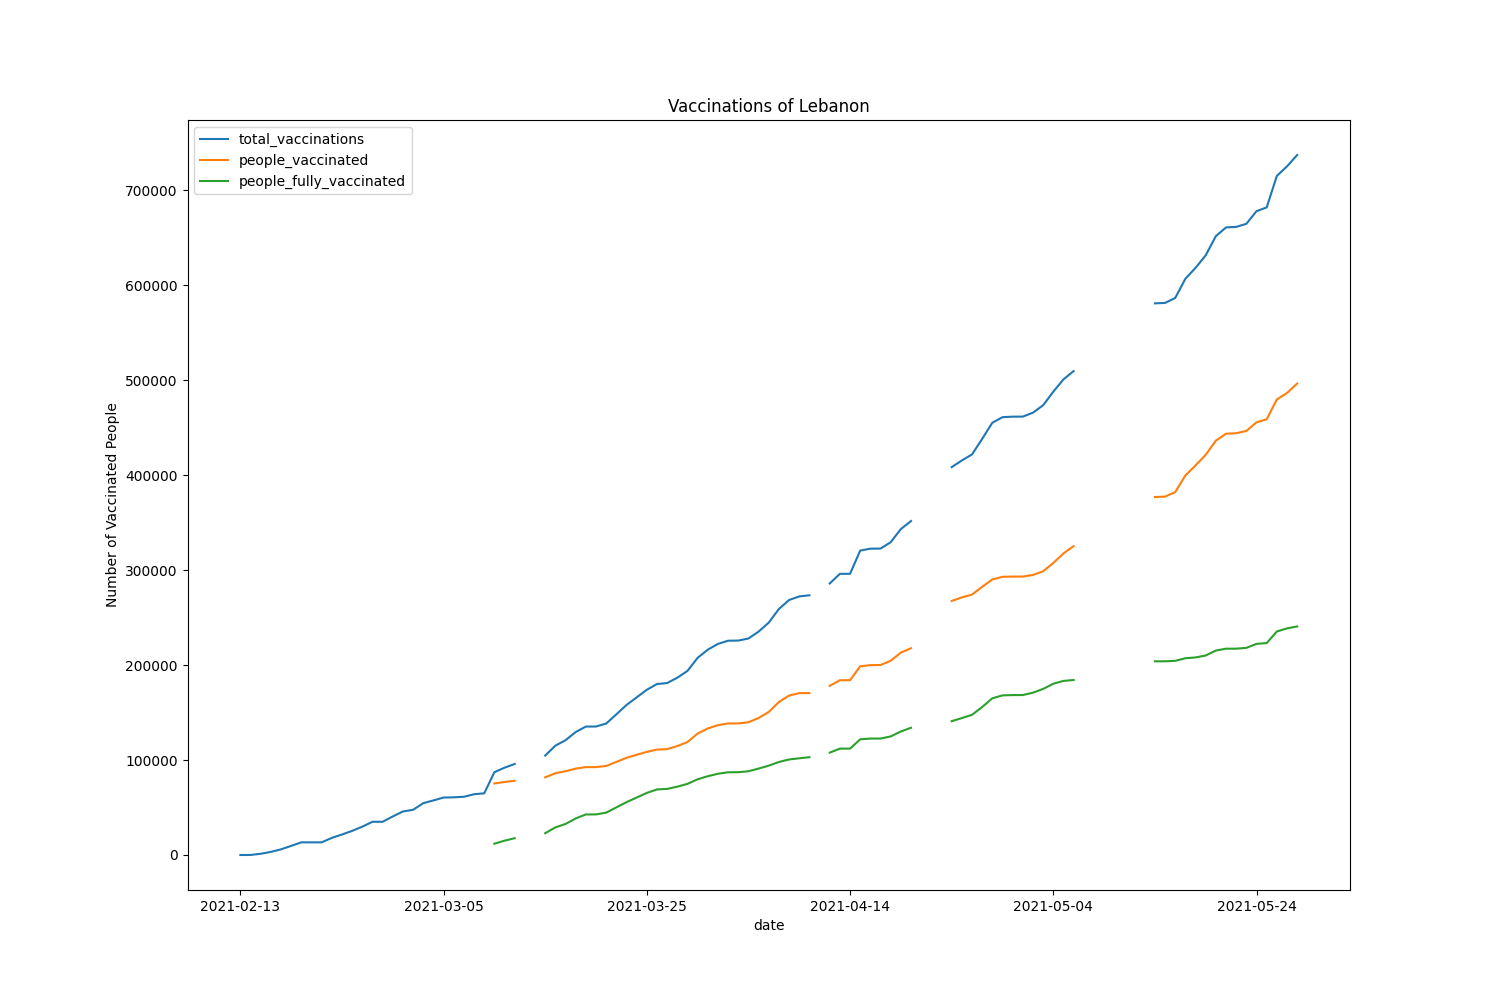 Vaccinations of Lebanon
total_vaccinations
people_vaccinated
people_fully_vaccinated
Number of Vaccinated People
700000
600000
500000
400000
300000
200000
100000
0
2021-02-13 2021-03-05 2021-03-25 2021-04-14 2021-05-04 2021-05-24
date